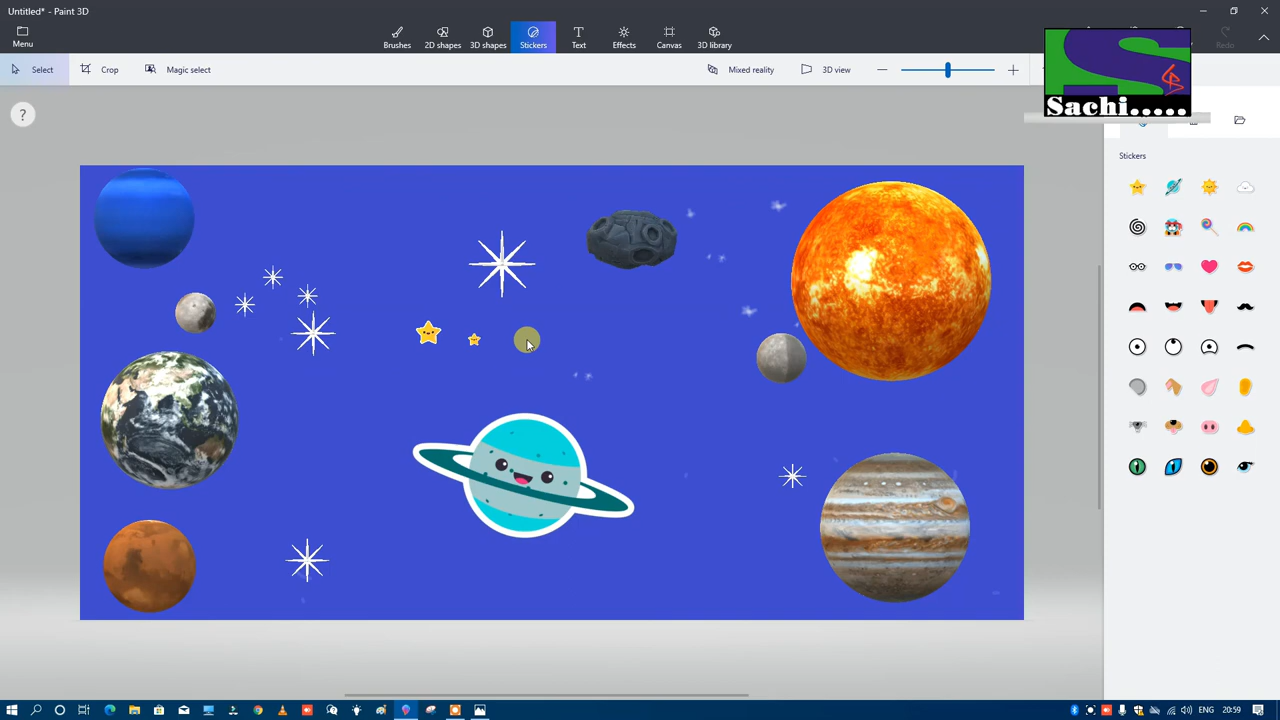 Untitled* - Paint 3D
Menu
Brushes
2D shapes
3D shapes
Stickers
Text
Effects
Canvas
3D library
Redo
Select
Crop
Magic select
Mixed reality
3D view
Sachi.....
?
Stickers
ENG
20:59